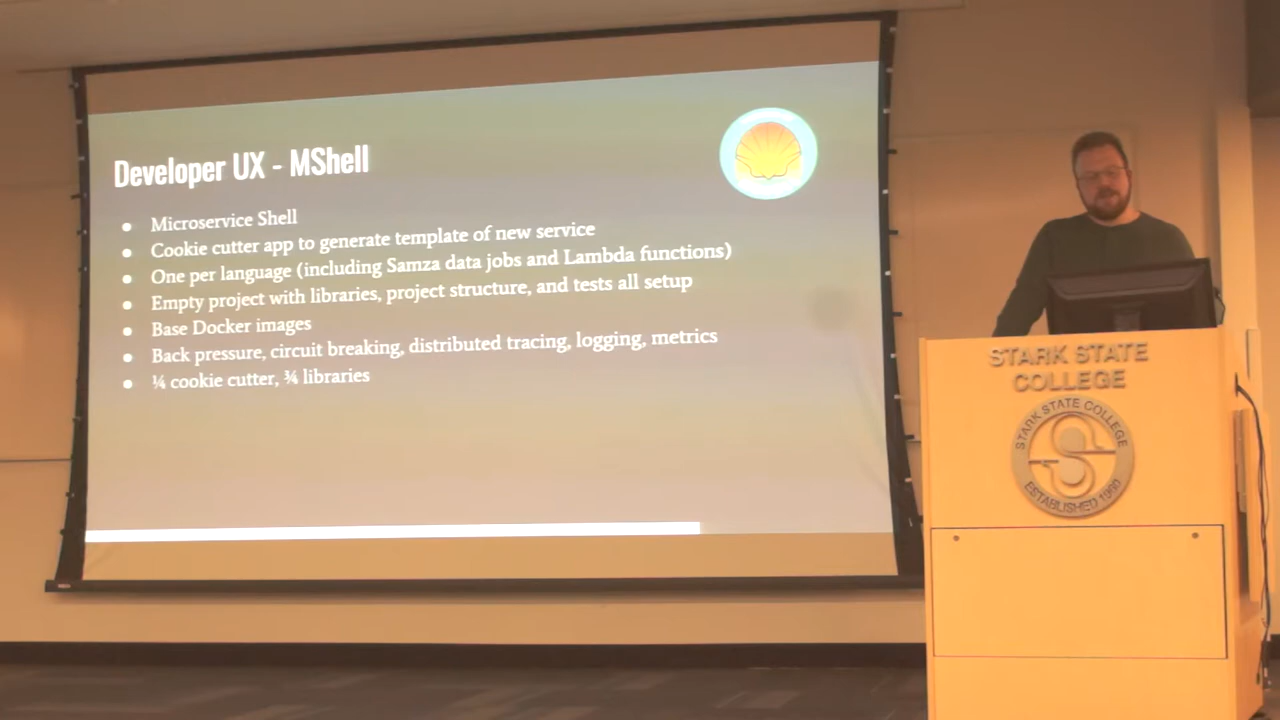 Developer UX - MShell
● Microservice Shell
● Cookie cutter app to generate template of new service
● One per language (including Samza data jobs and Lambda functions)
● Empty project with libraries, project structure, and tests all setup
● Base Docker images
● Back pressure, circuit breaking, distributed tracing, logging, metrics
● ¼ cookie cutter, ¾ libraries
STARK STATE
COLLEGE
STARK STATE COLLEGE
ESTABLISHED 1960